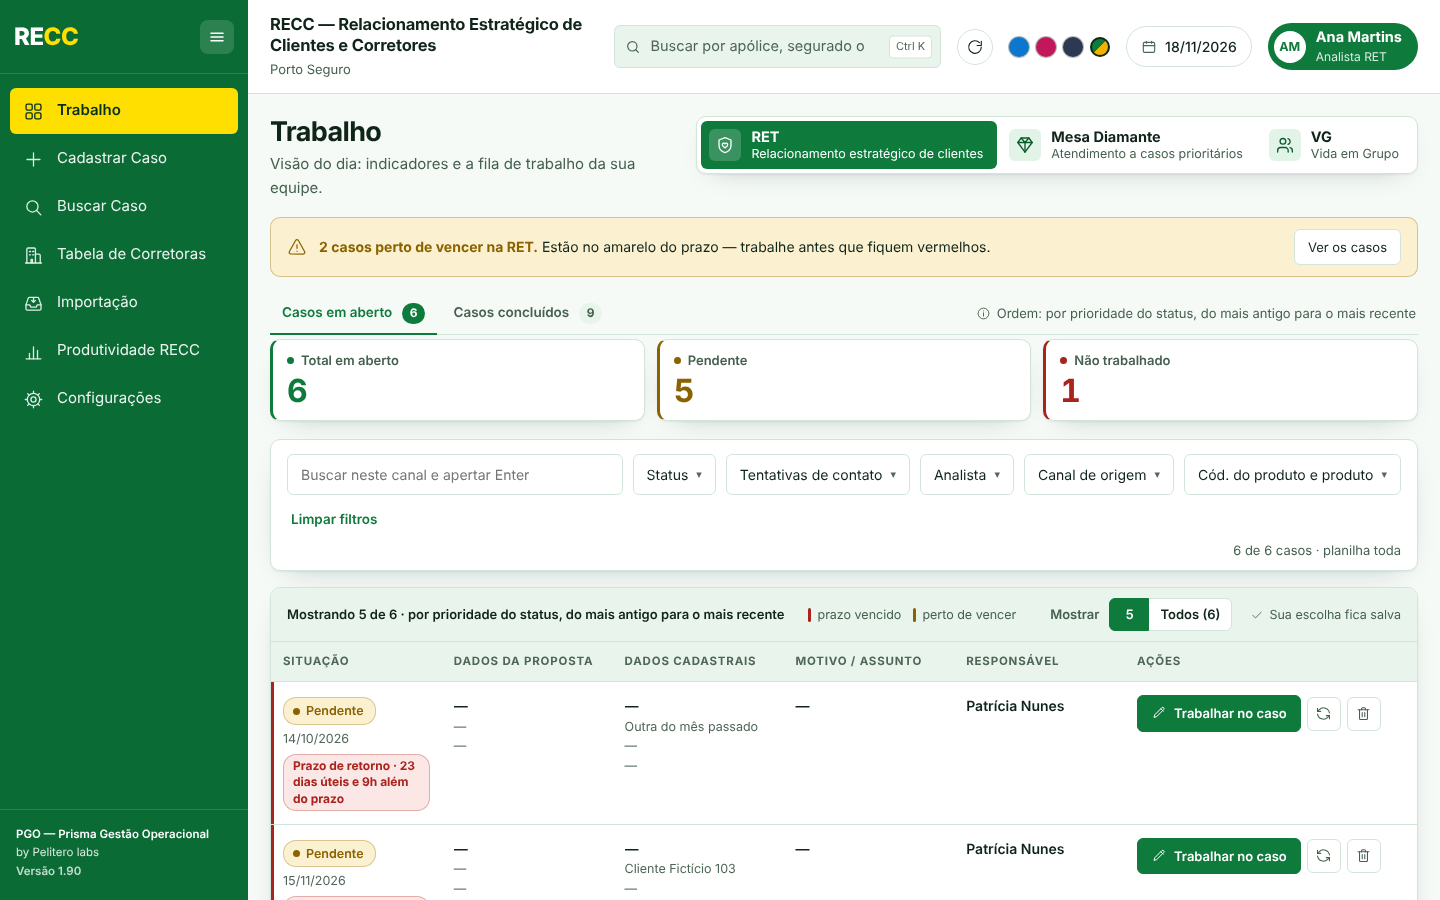 RECC
Trabalho
Cadastrar Caso
Buscar Caso
Tabela de Corretoras
Importação
Produtividade RECC
Configurações
PGO — Prisma Gestão Operacional
by Pelitero labs
Versão 1.90
RECC — Relacionamento Estratégico de
Clientes e Corretores
Porto Seguro
Buscar por apólice, segurado o
Ctrl K
18/11/2026
AM
Ana Martins
Analista RET
Trabalho
Visão do dia: indicadores e a fila de trabalho da sua
equipe.
RET
Relacionamento estratégico de clientes
Mesa Diamante
Atendimento a casos prioritários
VG
Vida em Grupo
2 casos perto de vencer na RET. Estão no amarelo do prazo — trabalhe antes que fiquem vermelhos.
Ver os casos
Casos em aberto 6
Casos concluídos 9
Ordem: por prioridade do status, do mais antigo para o mais recente
Total em aberto
6
Pendente
5
Não trabalhado
1
Buscar neste canal e apertar Enter
Status
Tentativas de contato
Analista
Canal de origem
Cód. do produto e produto
Limpar filtros
6 de 6 casos · planilha toda
Mostrando 5 de 6 · por prioridade do status, do mais antigo para o mais recente
prazo vencido
perto de vencer
Mostrar
5
Todos (6)
Sua escolha fica salva
SITUAÇÃO
DADOS DA PROPOSTA
DADOS CADASTRAIS
MOTIVO / ASSUNTO
RESPONSÁVEL
AÇÕES
Pendente
14/10/2026
Prazo de retorno · 23
dias úteis e 9h além
do prazo
—
—
—
—
Outra do mês passado
—
—
—
Patrícia Nunes
Trabalhar no caso
Pendente
15/11/2026
—
—
—
—
Cliente Fictício 103
—
—
Patrícia Nunes
Trabalhar no caso